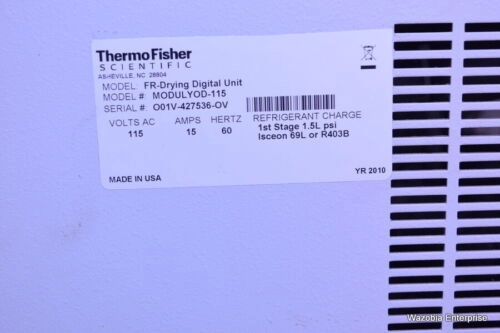 ThermoFisher
SCIENTIFIC
ASHEVILLE, NC 28804
MODEL: FR-Drying Digital Unit
MODEL #: MODULYOD-115
SERIAL #: O01V-427536-OV
VOLTS AC AMPS HERTZ
115 15 60
REFRIGERANT CHARGE
1st Stage 1.5L psi
Isceon 69L or R403B
MADE IN USA
YR 2010
Wazobia Enterprise